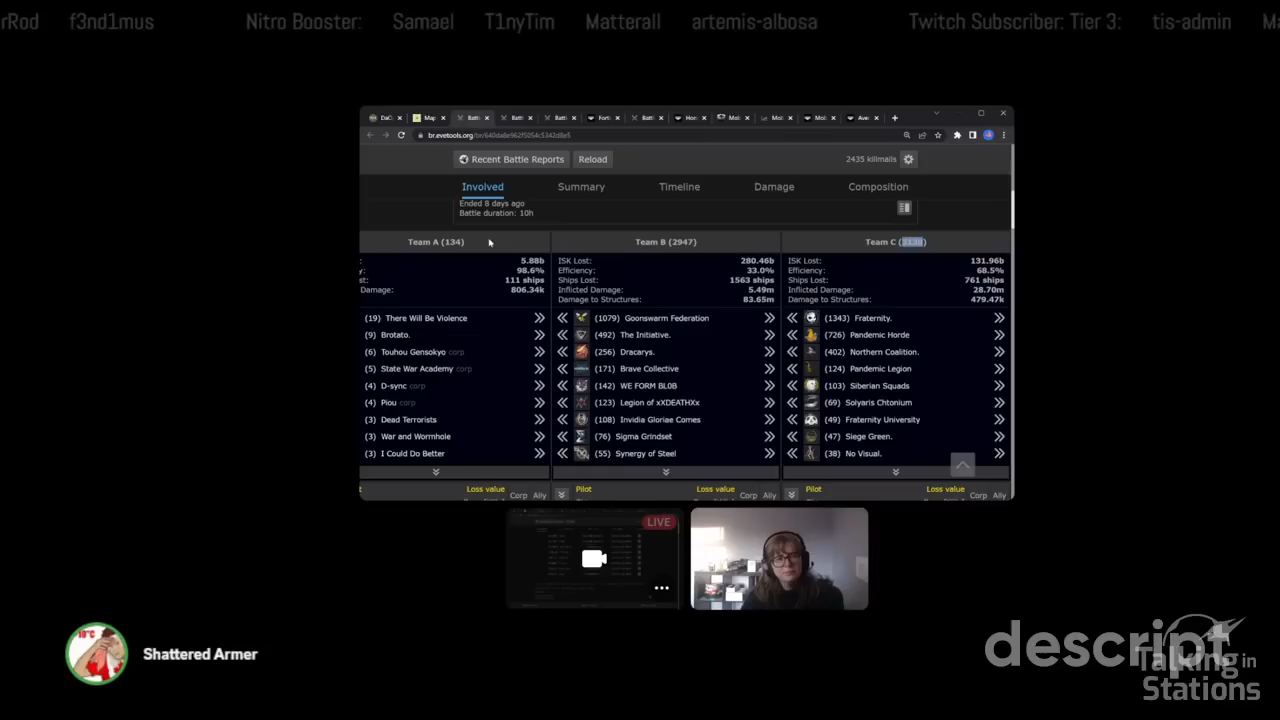 rRod f3nd1mus Nitro Booster: Samael T1nyTim Matterall artemis-albosa Twitch Subscriber: Tier 3: tis-admin
br.evetools.org/br/640da8e962f5054c5342d8e5
Recent Battle Reports Reload 2435 killmails
Involved Summary Timeline Damage Composition
Ended 8 days ago
Battle duration: 10h
Team A (134) Team B (2947) Team C
5.88b ISK Lost: 280.46b ISK Lost: 131.96b
98.6% Efficiency: 33.0% Efficiency: 68.5%
111 ships Ships Lost: 1563 ships Ships Lost: 761 ships
Damage: 806.34k Inflicted Damage: 5.49m Inflicted Damage: 28.70m
Damage to Structures: 83.65m Damage to Structures: 479.47k
(19) There Will Be Violence (1079) Goonswarm Federation (1343) Fraternity.
(9) Brotato. (492) The Initiative. (726) Pandemic Horde
(6) Touhou Gensokyo corp (256) Dracarys. (402) Northern Coalition.
(5) State War Academy corp (171) Brave Collective (124) Pandemic Legion
(4) D-sync corp (142) WE FORM BL0B (103) Siberian Squads
(4) Piou corp (123) Legion of xXDEATHXx (69) Solyaris Chtonium
(3) Dead Terrorists (108) Invidia Gloriae Comes (49) Fraternity University
(3) War and Wormhole (76) Sigma Grindset (47) Siege Green.
(3) I Could Do Better (55) Synergy of Steel (38) No Visual.
Loss value Corp Ally Pilot Loss value Corp Ally Pilot Loss value Corp Ally
LIVE
10°C
Shattered Armer
descript
Talking in
Stations